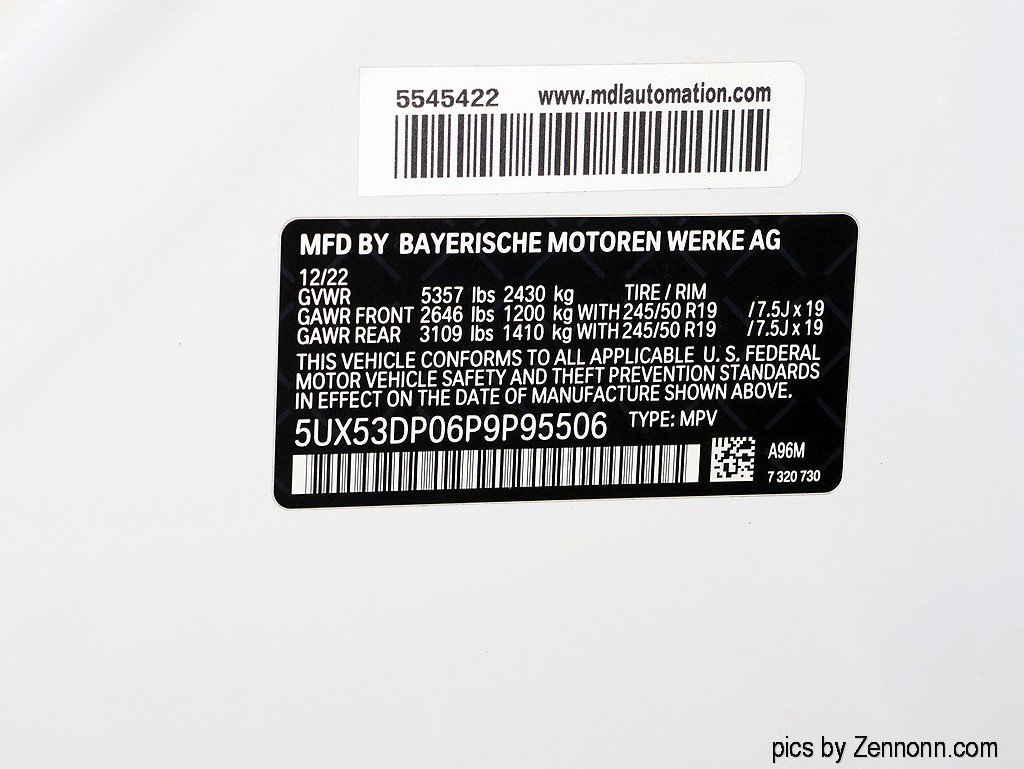 5545422 www.mdlautomation.com
MFD BY BAYERISCHE MOTOREN WERKE AG
12/22
GVWR 5357 lbs 2430 kg TIRE / RIM
GAWR FRONT 2646 lbs 1200 kg WITH 245/50 R19 / 7.5J x 19
GAWR REAR 3109 lbs 1410 kg WITH 245/50 R19 / 7.5J x 19
THIS VEHICLE CONFORMS TO ALL APPLICABLE U. S. FEDERAL
MOTOR VEHICLE SAFETY AND THEFT PREVENTION STANDARDS
IN EFFECT ON THE DATE OF MANUFACTURE SHOWN ABOVE.
5UX53DP06P9P95506 TYPE: MPV
A96M
7 320 730
pics by Zennonn.com